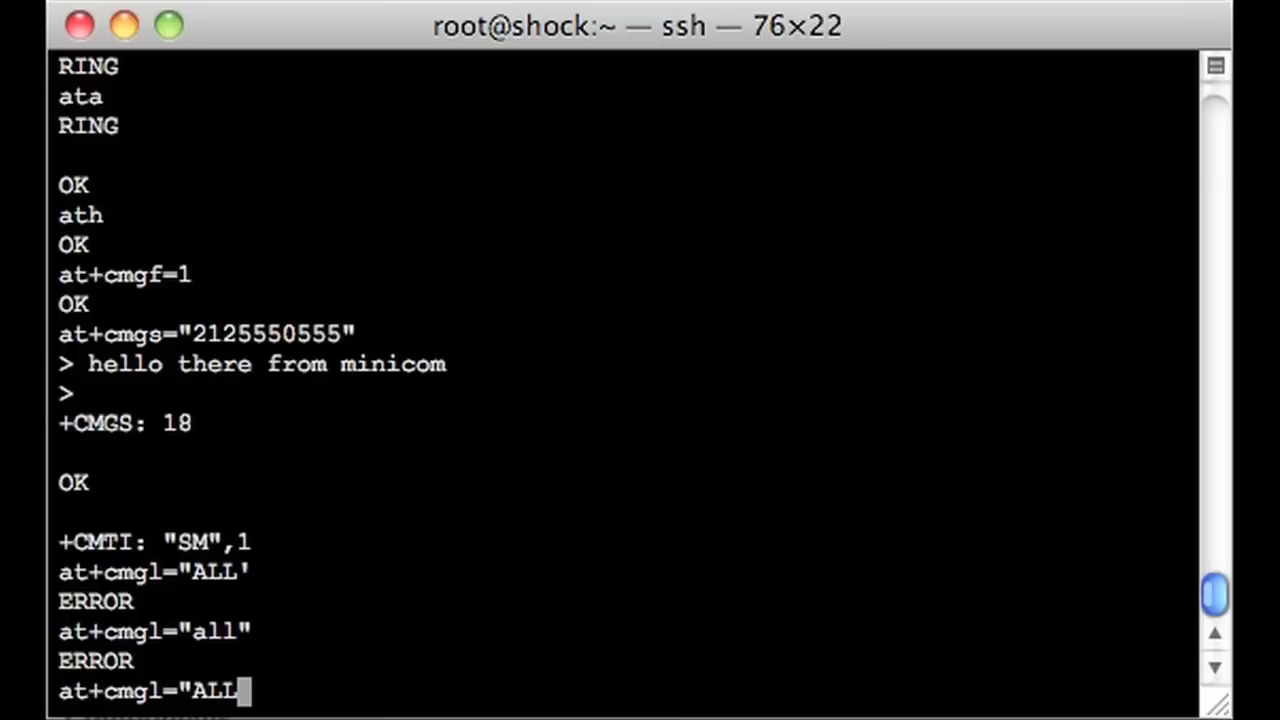 root@shock:~ — ssh — 76×22
RING
ata
RING
OK
ath
OK
at+cmgf=1
OK
at+cmgs="2125550555"
> hello there from minicom
>
+CMGS: 18
OK
+CMTI: "SM",1
at+cmgl="ALL'
ERROR
at+cmgl="all"
ERROR
at+cmgl="ALL